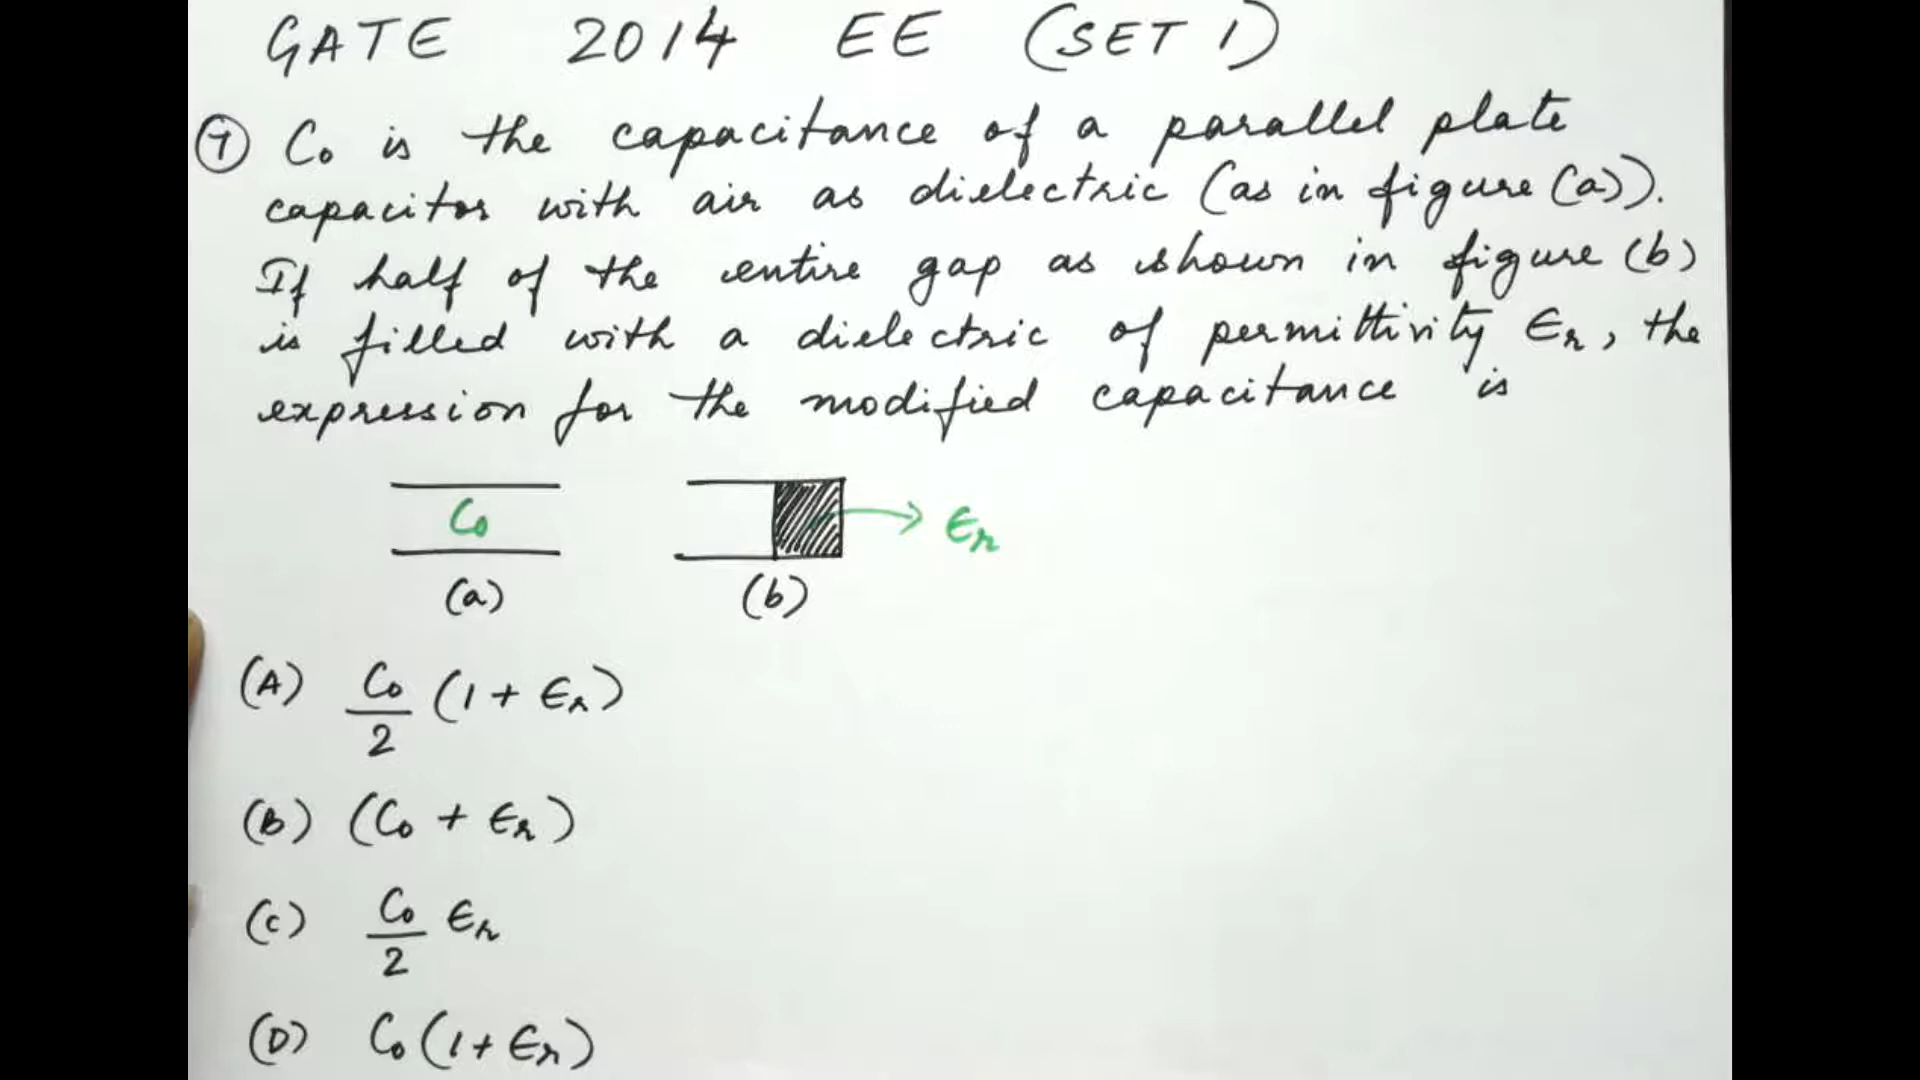 GATE 2014 EE (SET 1)
(7) C₀ is the capacitance of a parallel plate
capacitor with air as dielectric (as in figure (a)).
If half of the entire gap as shown in figure (b)
is filled with a dielectric of permittivity ϵᵣ, the
expression for the modified capacitance is
C₀
ϵᵣ
(a) (b)
(A) C₀/2 (1 + ϵᵣ)
(B) (C₀ + ϵᵣ)
(C) C₀/2 ϵᵣ
(D) C₀(1 + ϵᵣ)